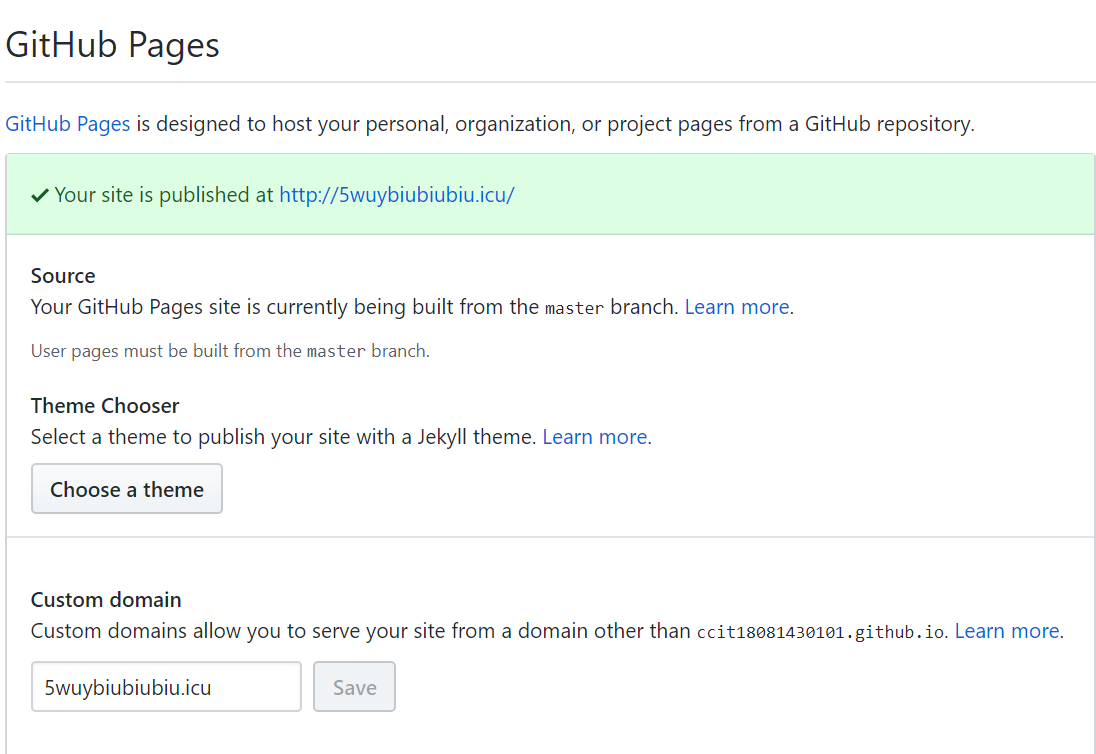 GitHub Pages
GitHub Pages is designed to host your personal, organization, or project pages from a GitHub repository.
✓ Your site is published at http://5wuybiubiubiu.icu/
Source
Your GitHub Pages site is currently being built from the master branch. Learn more.
User pages must be built from the master branch.
Theme Chooser
Select a theme to publish your site with a Jekyll theme. Learn more.
Choose a theme
Custom domain
Custom domains allow you to serve your site from a domain other than ccit18081430101.github.io. Learn more.
5wuybiubiubiu.icu Save